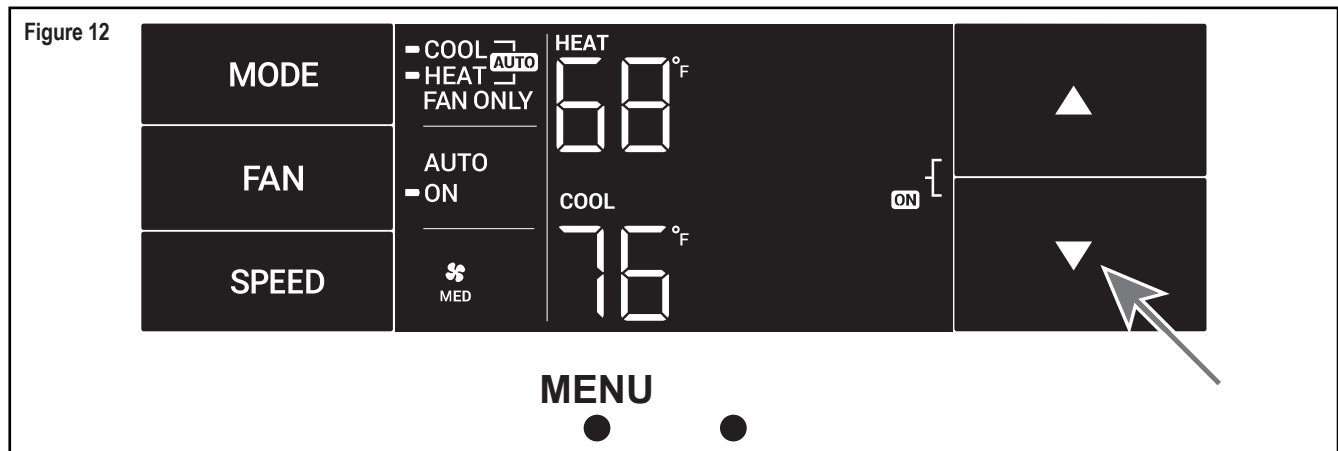 Figure 12
MODE
FAN
SPEED
COOL
HEAT
AUTO
FAN ONLY
AUTO
ON
MED
HEAT
68°F
COOL
76°F
ON
MENU